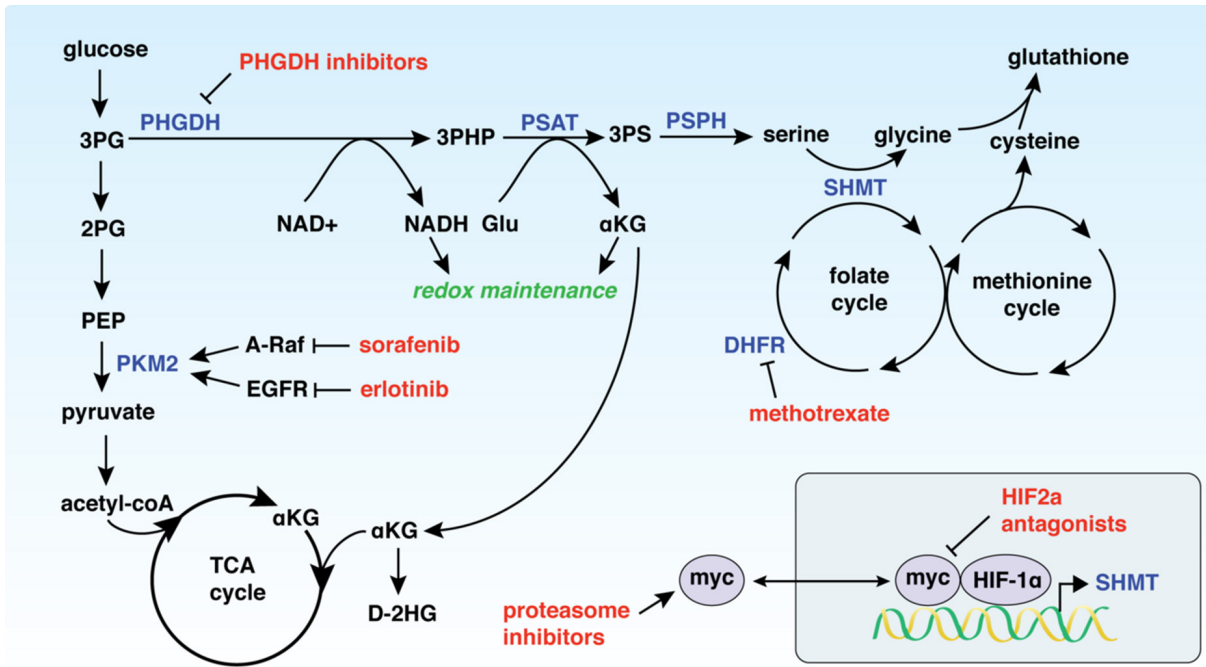 glucose
PHGDH inhibitors
glutathione
3PG
PHGDH
3PHP
PSAT
3PS
PSPH
serine
glycine
cysteine
SHMT
2PG
NAD+
NADH
Glu
αKG
redox maintenance
folate
cycle
methionine
cycle
PEP
PKM2
A-Raf
sorafenib
EGFR
erlotinib
DHFR
methotrexate
pyruvate
acetyl-coA
αKG
αKG
TCA
cycle
D-2HG
HIF2a
antagonists
myc
myc
HIF-1α
SHMT
proteasome
inhibitors